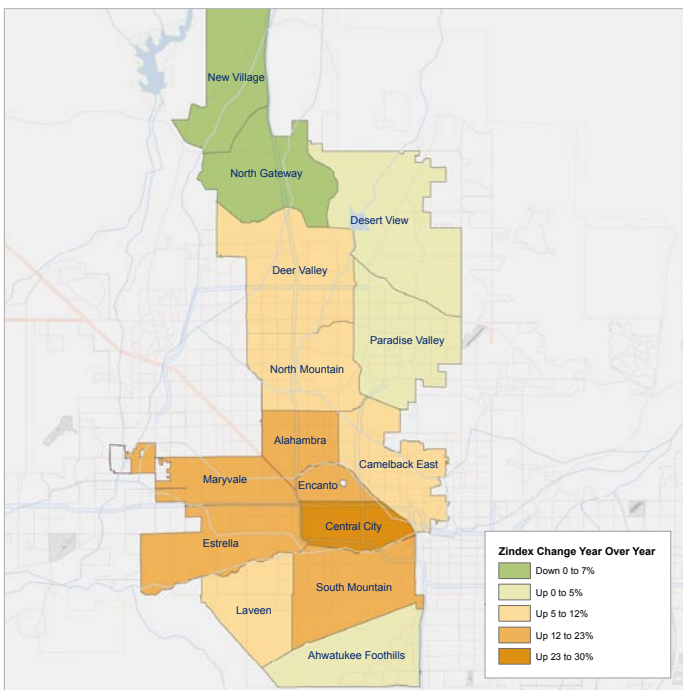 New Village
North Gateway
Desert View
Deer Valley
Paradise Valley
North Mountain
Alahambra
Camelback East
Maryvale
Encanto
Central City
Estrella
South Mountain
Laveen
Ahwatukee Foothills
Zindex Change Year Over Year
Down 0 to 7%
Up 0 to 5%
Up 5 to 12%
Up 12 to 23%
Up 23 to 30%